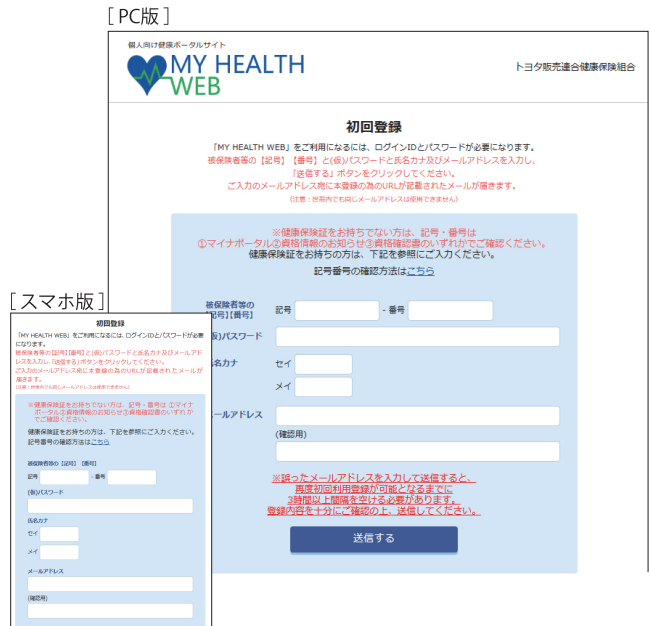 [PC版]
個人向け健康ポータルサイト
MY HEALTH
WEB
トヨタ販売連合健康保険組合
初回登録
「MY HEALTH WEB」をご利用になるには、ログインIDとパスワードが必要になります。
被保険者等の【記号】【番号】と(仮)パスワードと氏名カナ及びメールアドレスを入力し、
「送信する」ボタンをクリックしてください。
ご入力のメールアドレス宛に本登録の為のURLが記載されたメールが届きます。
(注意：世帯内でも同じメールアドレスは使用できません)
※健康保険証をお持ちでない方は、記号・番号は
①マイナポータル②資格情報のお知らせ③資格確認書のいずれかでご確認ください。
健康保険証をお持ちの方は、下記を参照にご入力ください。
記号番号の確認方法はこちら
被保険者等の
【記号】【番号】
記号 - 番号
仮)パスワード
氏名カナ
セイ
メイ
メールアドレス
(確認用)
※誤ったメールアドレスを入力して送信すると、
再度初回利用登録が可能となるまでに
3時間以上間隔を空ける必要があります。
登録内容を十分にご確認の上、送信してください。
送信する
[スマホ版]
初回登録
「MY HEALTH WEB」をご利用になるには、ログインIDとパスワードが必要
になります。
被保険者等の【記号】【番号】と(仮)パスワードと氏名カナ及びメールアド
レスを入力し、「送信する」ボタンをクリックしてください。
ご入力のメールアドレス宛に本登録の為のURLが記載されたメールが
届きます。
(注意：世帯内でも同じメールアドレスは使用できません)
※健康保険証をお持ちでない方は、記号・番号は ①マイナ
ポータル②資格情報のお知らせ③資格確認書のいずれか
でご確認ください。
健康保険証をお持ちの方は、下記を参照にご入力ください。
記号番号の確認方法はこちら
被保険者等の【記号】【番号】
記号 - 番号
(仮)パスワード
氏名カナ
セイ
メイ
メールアドレス
(確認用)